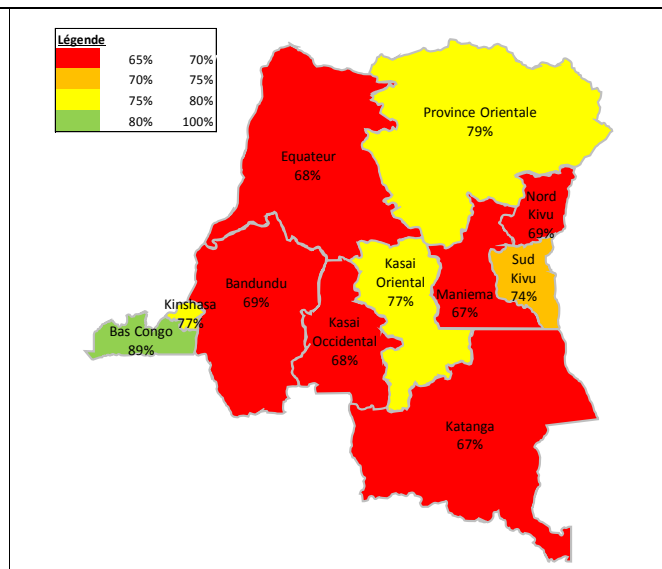 Légende
65% 70%
70% 75%
75% 80%
80% 100%
Province Orientale
79%
Equateur
68%
Nord
Kivu
69%
Sud
Kivu
74%
Kasai
Oriental
77%
Maniema
67%
Bandundu
69%
Kinshasa
77%
Bas Congo
89%
Kasai
Occidental
68%
Katanga
67%